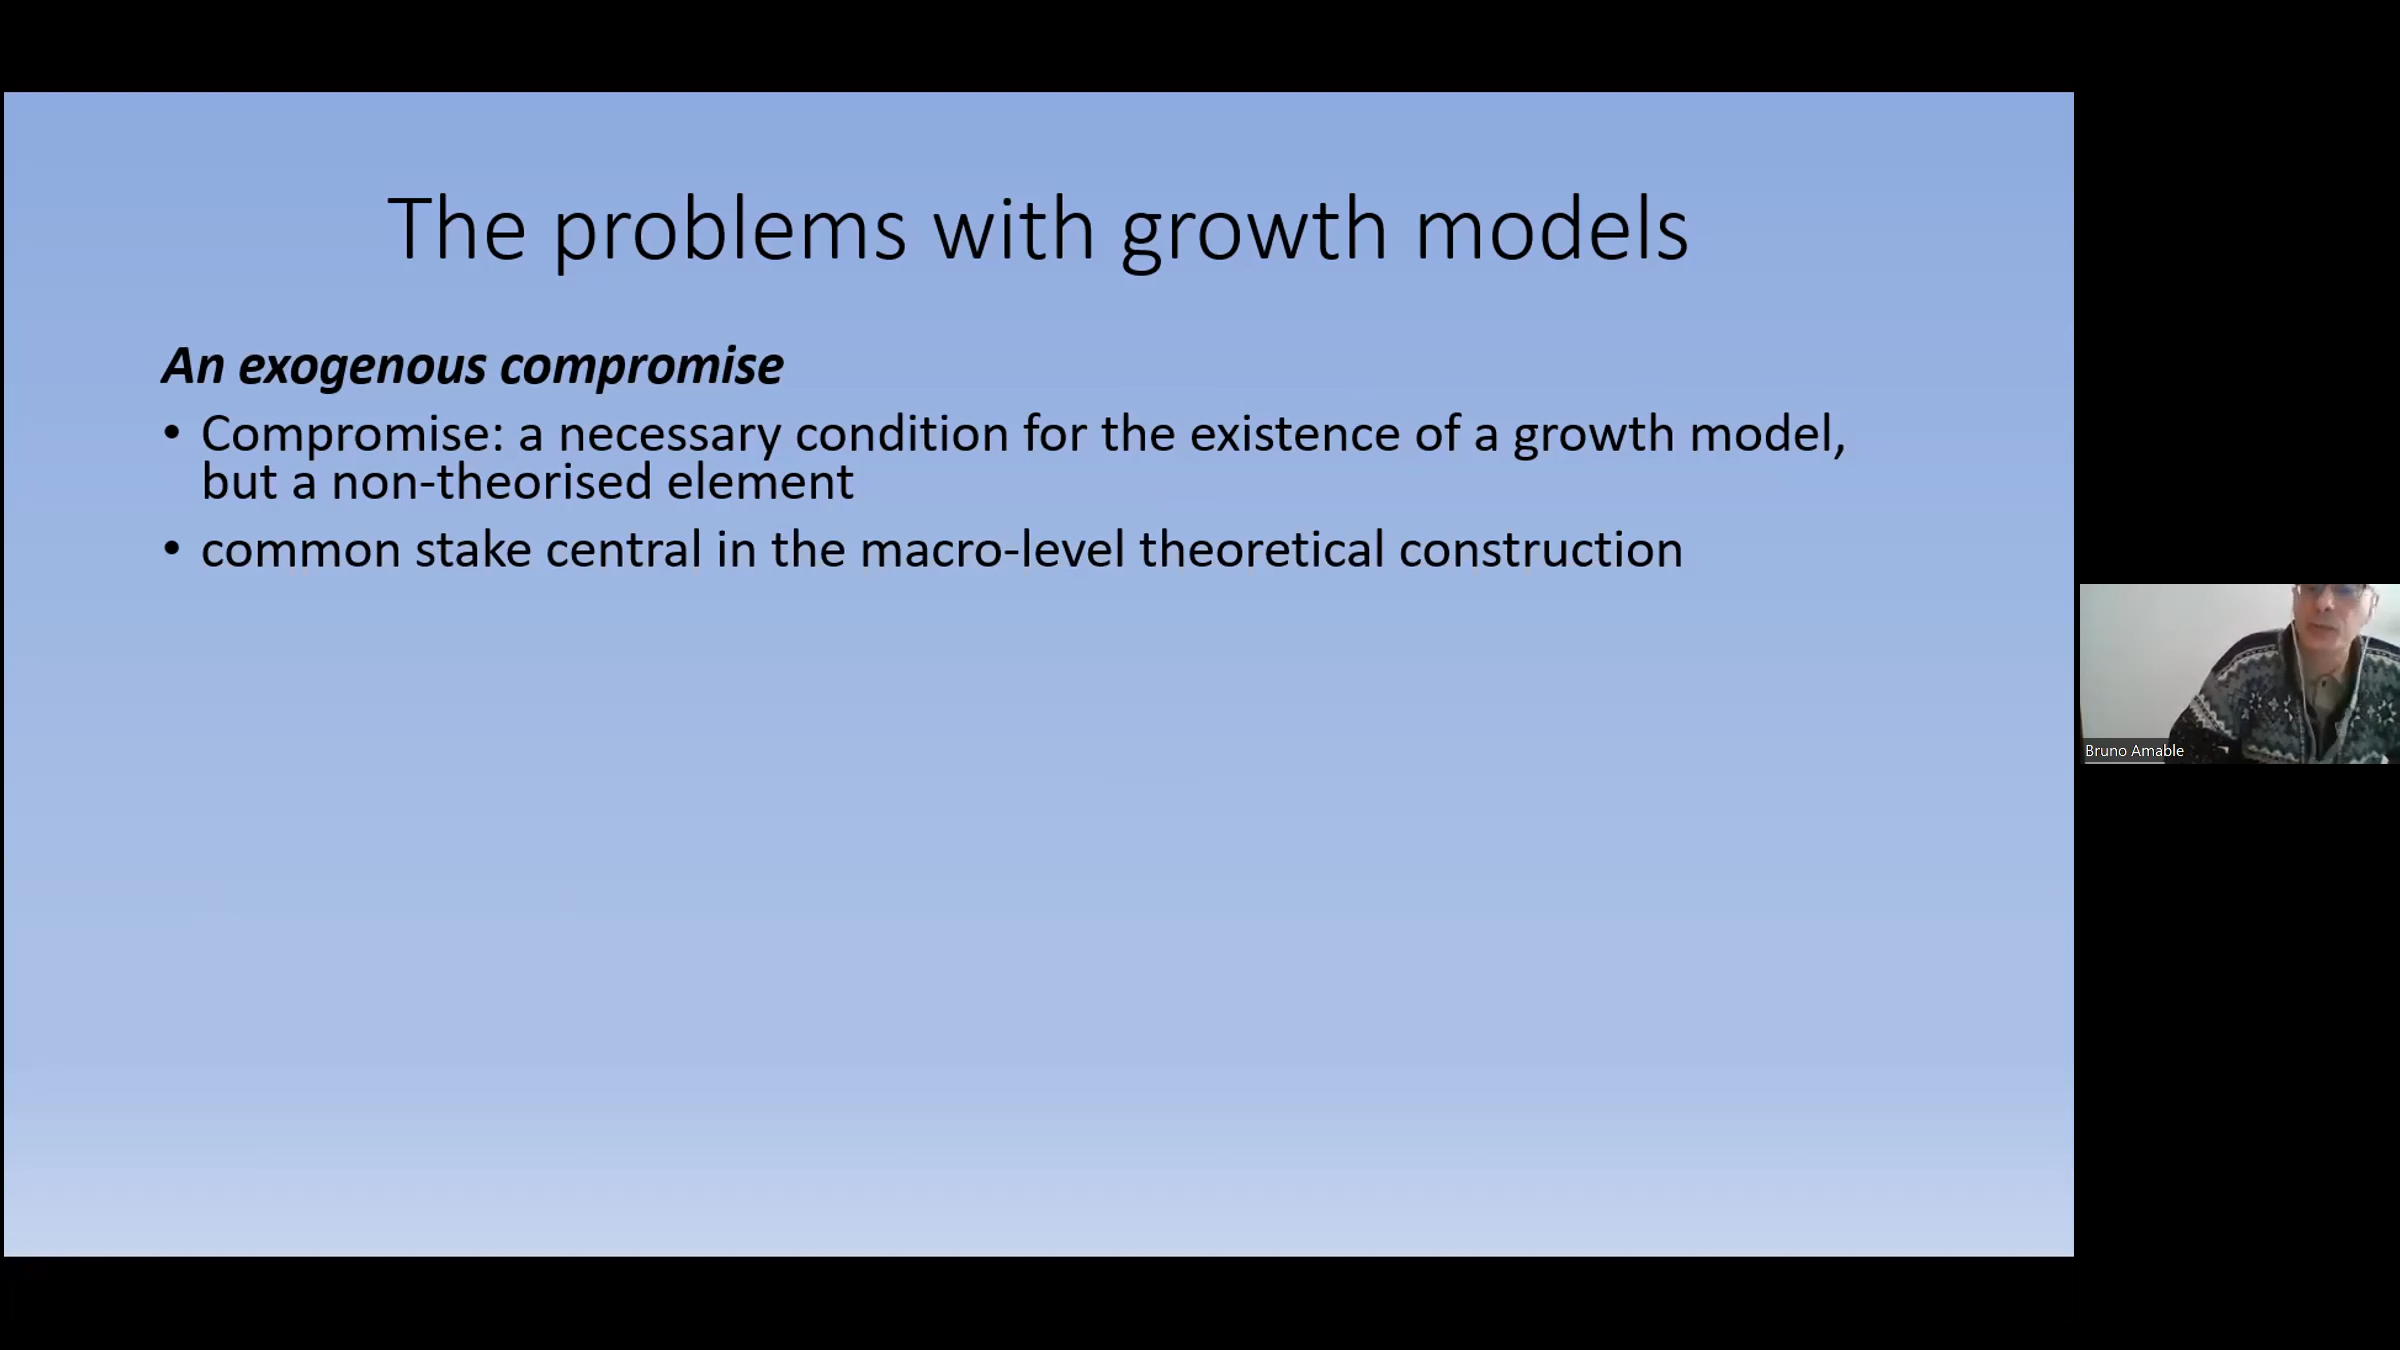 The problems with growth models
An exogenous compromise
• Compromise: a necessary condition for the existence of a growth model,
but a non-theorised element
• common stake central in the macro-level theoretical construction
Bruno Amable